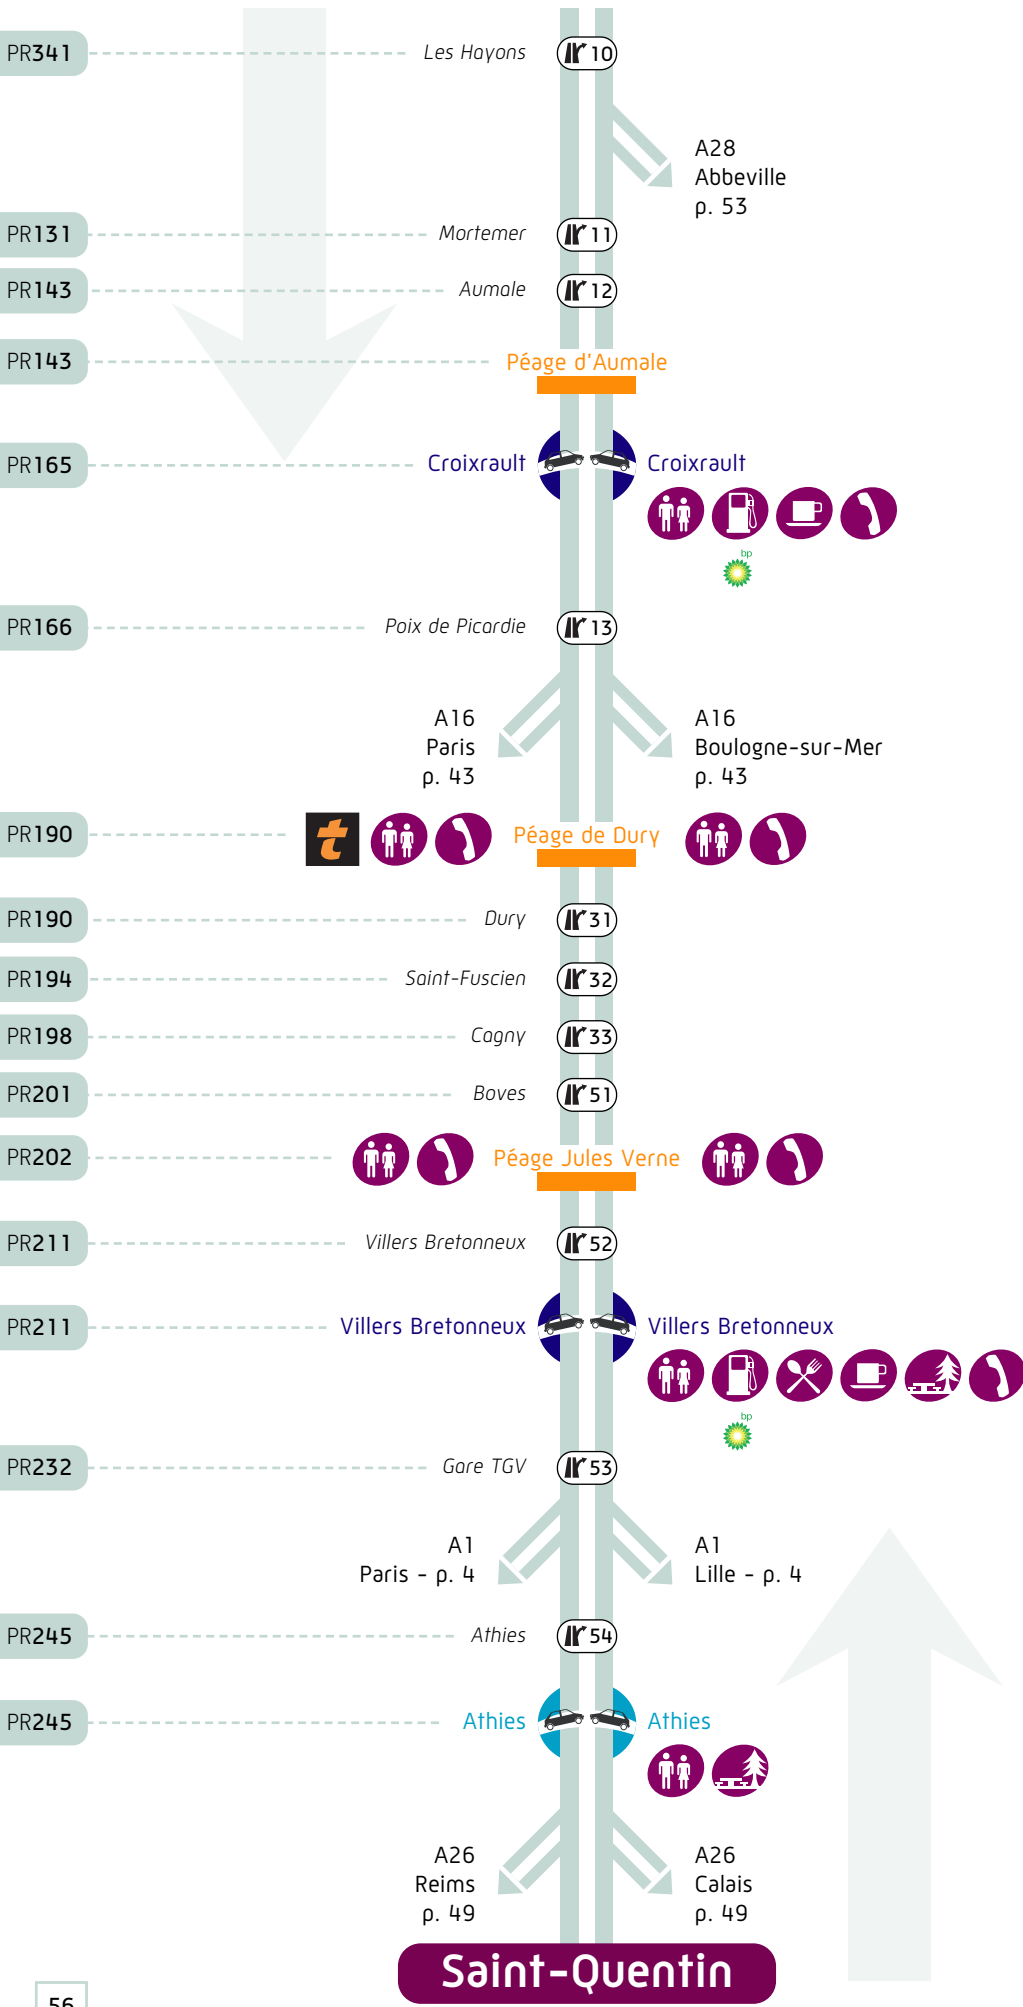 PR341
Les Hayons
10
A28
Abbeville
p. 53
PR131
Mortemer
11
PR143
Aumale
12
PR143
Péage d'Aumale
PR165
Croixrault
Croixrault
bp
PR166
Poix de Picardie
13
A16
Paris
p. 43
A16
Boulogne-sur-Mer
p. 43
PR190
t
Péage de Dury
PR190
Dury
31
PR194
Saint-Fuscien
32
PR198
Cagny
33
PR201
Boves
51
PR202
Péage Jules Verne
PR211
Villers Bretonneux
52
PR211
Villers Bretonneux
Villers Bretonneux
bp
PR232
Gare TGV
53
A1
Paris - p. 4
A1
Lille - p. 4
PR245
Athies
54
PR245
Athies
Athies
A26
Reims
p. 49
A26
Calais
p. 49
Saint-Quentin
56